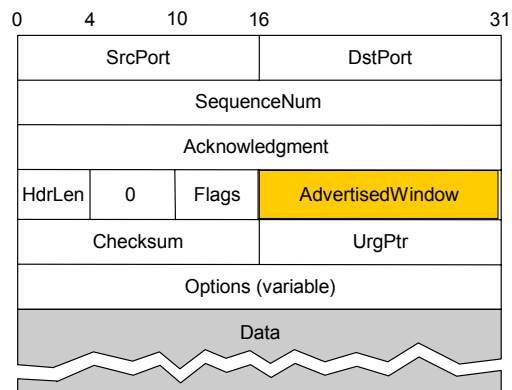 0 4 10 16 31
SrcPort DstPort
SequenceNum
Acknowledgment
HdrLen 0 Flags AdvertisedWindow
Checksum UrgPtr
Options (variable)
Data